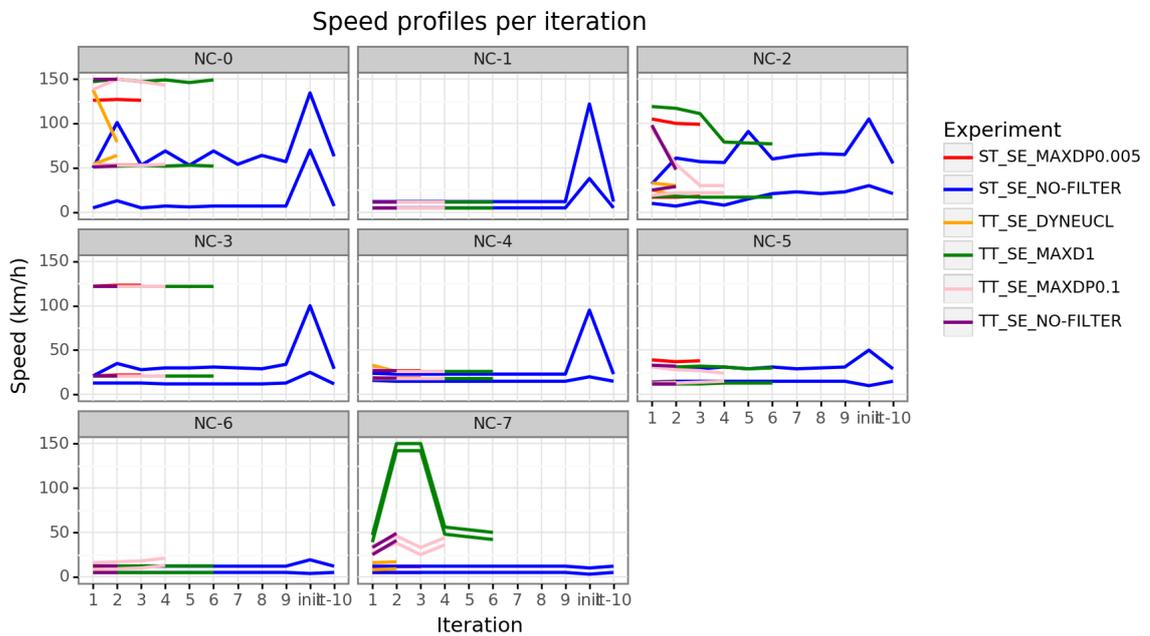 Speed profiles per iteration
NC-0 NC-1 NC-2
150
100
50
0
NC-3 NC-4 NC-5
150
100
50
0
1 2 3 4 5 6 7 8 9 init it-10
NC-6 NC-7
150
100
50
0
1 2 3 4 5 6 7 8 9 init it-10 1 2 3 4 5 6 7 8 9 init it-10
Speed (km/h)
Iteration
Experiment
ST_SE_MAXDP0.005
ST_SE_NO-FILTER
TT_SE_DYNEUCL
TT_SE_MAXD1
TT_SE_MAXDP0.1
TT_SE_NO-FILTER